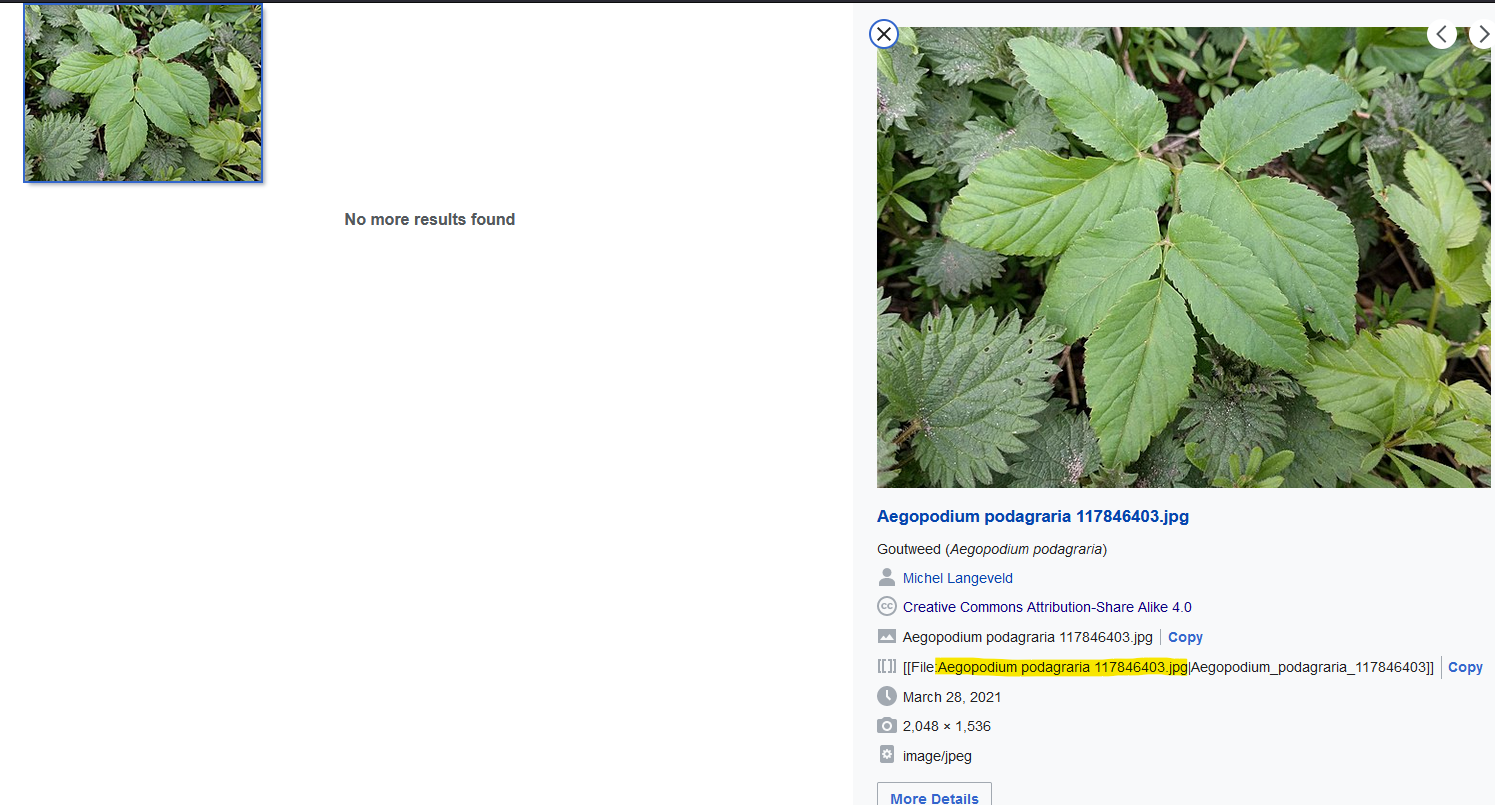 No more results found
Aegopodium podagraria 117846403.jpg
Goutweed (Aegopodium podagraria)
Michel Langeveld
cc Creative Commons Attribution-Share Alike 4.0
Aegopodium podagraria 117846403.jpg Copy
[[File:Aegopodium podagraria 117846403.jpg|Aegopodium_podagraria_117846403]] Copy
March 28, 2021
2,048 × 1,536
image/jpeg
More Details